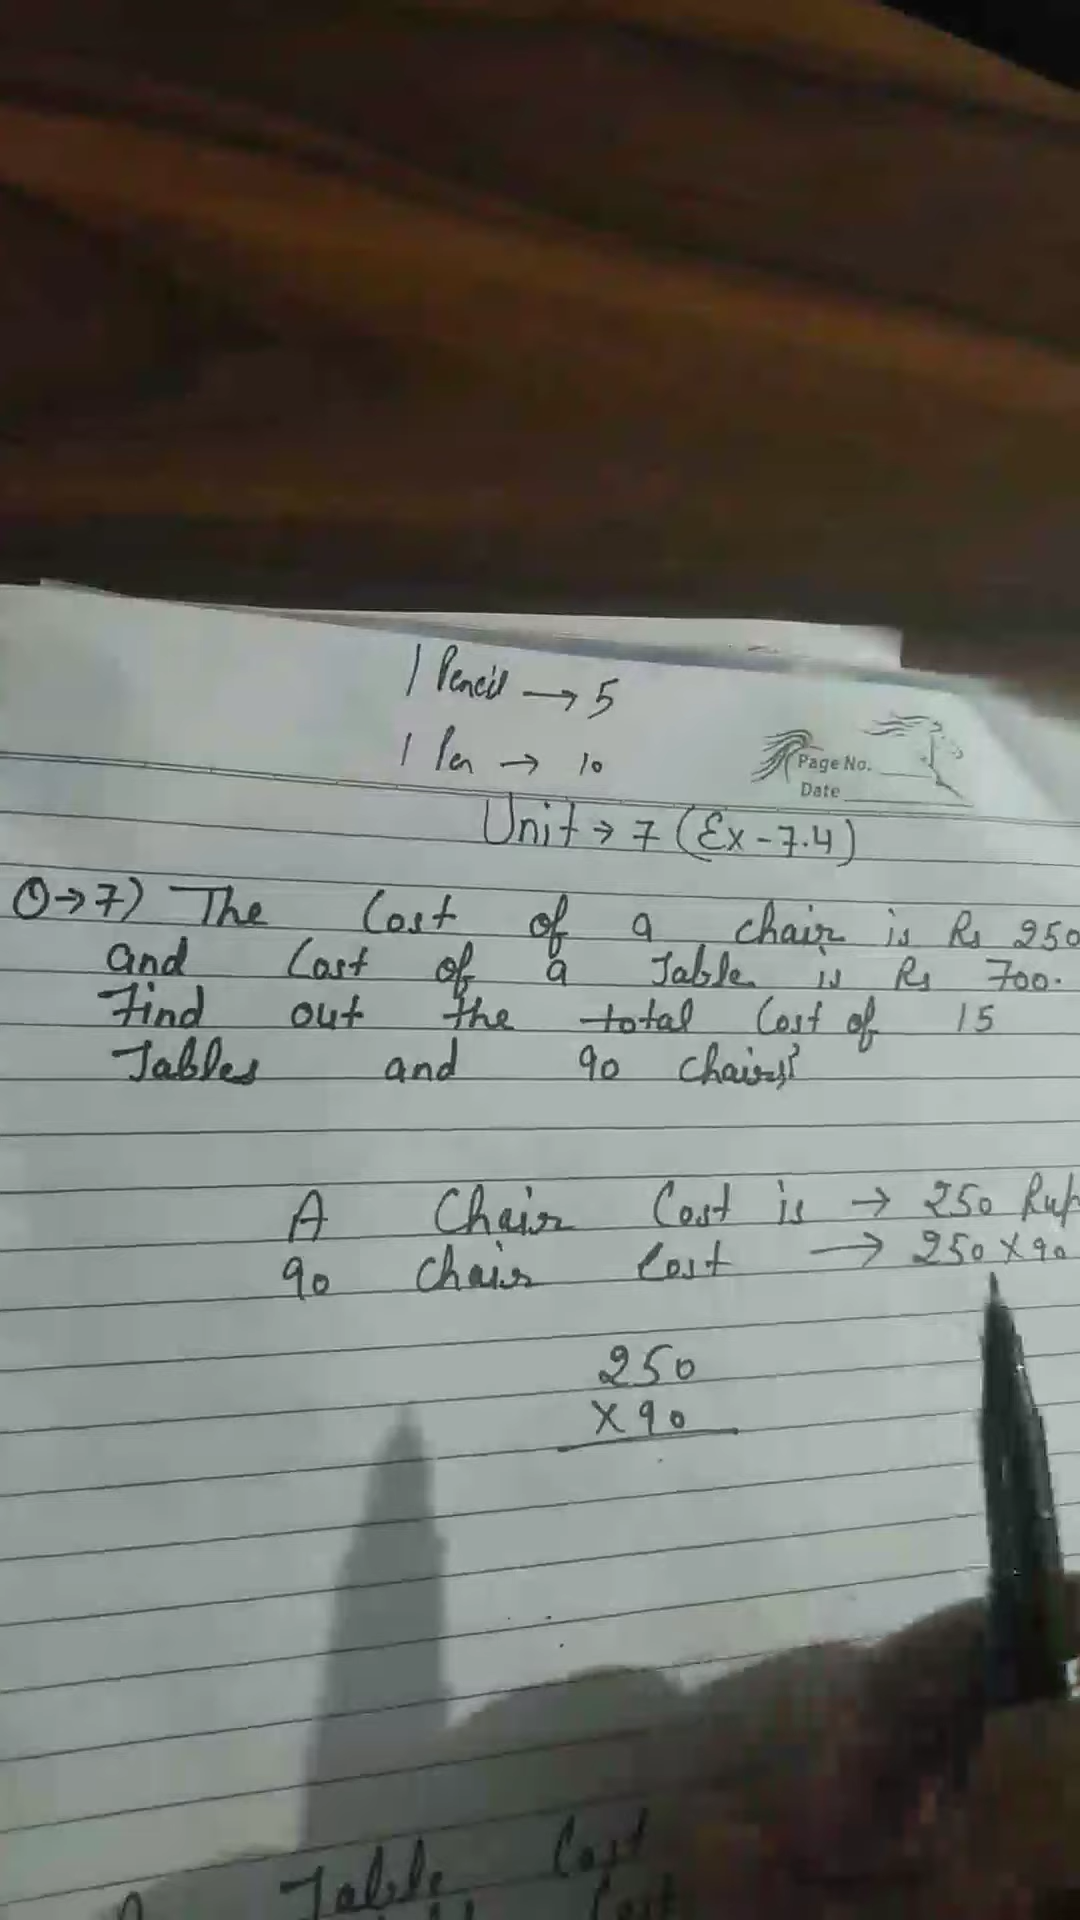 1 Pencil → 5
1 Pen → 10
Page No.
Date
Unit → 7 (Ex - 7.4)
Q→7) The Cost of a chair is Rs 250
and Cost of a Table is Rs 700.
Find out the total Cost of 15
Tables and 90 chairs?
A Chair Cost is → 250 Rup
90 Chair Cost → 250 × 90
250
× 90
Table Cost
Cost